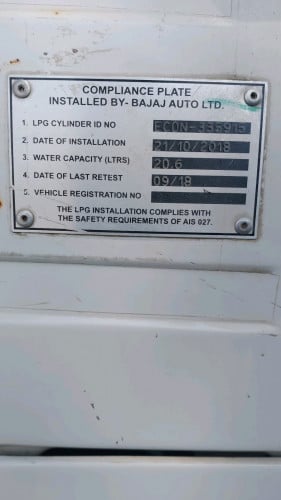 COMPLIANCE PLATE
INSTALLED BY- BAJAJ AUTO LTD.
1. LPG CYLINDER ID NO ECON-336915
2. DATE OF INSTALLATION 21/10/2018
3. WATER CAPACITY (LTRS) 20.6
4. DATE OF LAST RETEST 09/18
5. VEHICLE REGISTRATION NO
THE LPG INSTALLATION COMPLIES WITH
THE SAFETY REQUIREMENTS OF AIS 027.